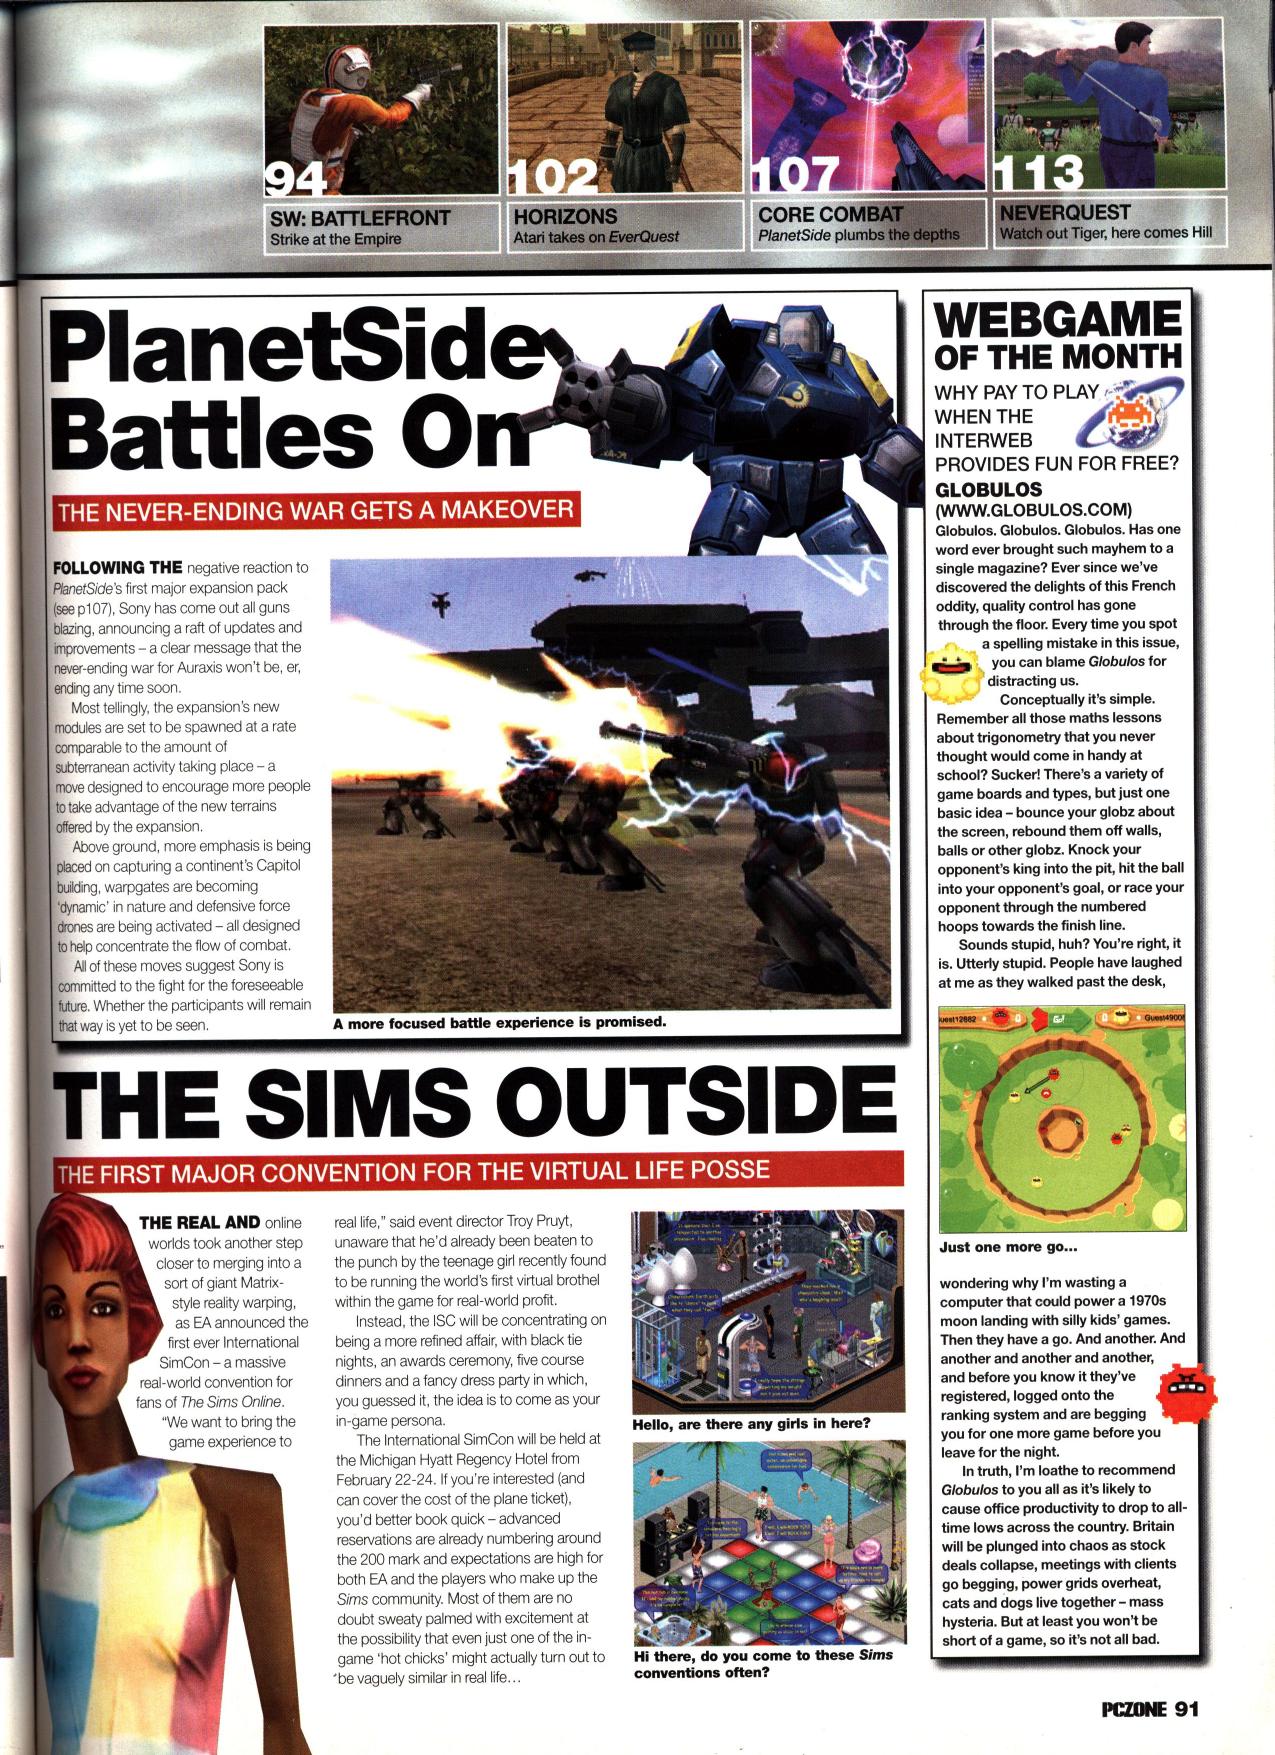 94
SW: BATTLEFRONT
Strike at the Empire
102
HORIZONS
Atari takes on EverQuest
107
CORE COMBAT
PlanetSide plumbs the depths
113
NEVERQUEST
Watch out Tiger, here comes Hill
PlanetSide
Battles On
THE NEVER-ENDING WAR GETS A MAKEOVER
FOLLOWING THE negative reaction to
PlanetSide's first major expansion pack
(see p107), Sony has come out all guns
blazing, announcing a raft of updates and
improvements – a clear message that the
never-ending war for Auraxis won't be, er,
ending any time soon.
Most tellingly, the expansion's new
modules are set to be spawned at a rate
comparable to the amount of
subterranean activity taking place – a
move designed to encourage more people
to take advantage of the new terrains
offered by the expansion.
Above ground, more emphasis is being
placed on capturing a continent's Capitol
building, warpgates are becoming
'dynamic' in nature and defensive force
drones are being activated – all designed
to help concentrate the flow of combat.
All of these moves suggest Sony is
committed to the fight for the foreseeable
future. Whether the participants will remain
that way is yet to be seen.
A more focused battle experience is promised.
THE SIMS OUTSIDE
THE FIRST MAJOR CONVENTION FOR THE VIRTUAL LIFE POSSE
THE REAL AND online
worlds took another step
closer to merging into a
sort of giant Matrix-
style reality warping,
as EA announced the
first ever International
SimCon – a massive
real-world convention for
fans of The Sims Online.
"We want to bring the
game experience to
real life," said event director Troy Pruyt,
unaware that he'd already been beaten to
the punch by the teenage girl recently found
to be running the world's first virtual brothel
within the game for real-world profit.
Instead, the ISC will be concentrating on
being a more refined affair, with black tie
nights, an awards ceremony, five course
dinners and a fancy dress party in which,
you guessed it, the idea is to come as your
in-game persona.
The International SimCon will be held at
the Michigan Hyatt Regency Hotel from
February 22-24. If you're interested (and
can cover the cost of the plane ticket),
you'd better book quick – advanced
reservations are already numbering around
the 200 mark and expectations are high for
both EA and the players who make up the
Sims community. Most of them are no
doubt sweaty palmed with excitement at
the possibility that even just one of the in-
game 'hot chicks' might actually turn out to
be vaguely similar in real life...
Hello, are there any girls in here?
Hi there, do you come to these Sims
conventions often?
WEBGAME
OF THE MONTH
WHY PAY TO PLAY
WHEN THE
INTERWEB
PROVIDES FUN FOR FREE?
GLOBULOS
(WWW.GLOBULOS.COM)
Globulos. Globulos. Globulos. Has one
word ever brought such mayhem to a
single magazine? Ever since we've
discovered the delights of this French
oddity, quality control has gone
through the floor. Every time you spot
a spelling mistake in this issue,
you can blame Globulos for
distracting us.
Conceptually it's simple.
Remember all those maths lessons
about trigonometry that you never
thought would come in handy at
school? Sucker! There's a variety of
game boards and types, but just one
basic idea – bounce your globz about
the screen, rebound them off walls,
balls or other globz. Knock your
opponent's king into the pit, hit the ball
into your opponent's goal, or race your
opponent through the numbered
hoops towards the finish line.
Sounds stupid, huh? You're right, it
is. Utterly stupid. People have laughed
at me as they walked past the desk,
Go!
Just one more go...
wondering why I'm wasting a
computer that could power a 1970s
moon landing with silly kids' games.
Then they have a go. And another. And
another and another and another,
and before you know it they've
registered, logged onto the
ranking system and are begging
you for one more game before you
leave for the night.
In truth, I'm loathe to recommend
Globulos to you all as it's likely to
cause office productivity to drop to all-
time lows across the country. Britain
will be plunged into chaos as stock
deals collapse, meetings with clients
go begging, power grids overheat,
cats and dogs live together – mass
hysteria. But at least you won't be
short of a game, so it's not all bad.
PCZONE 91